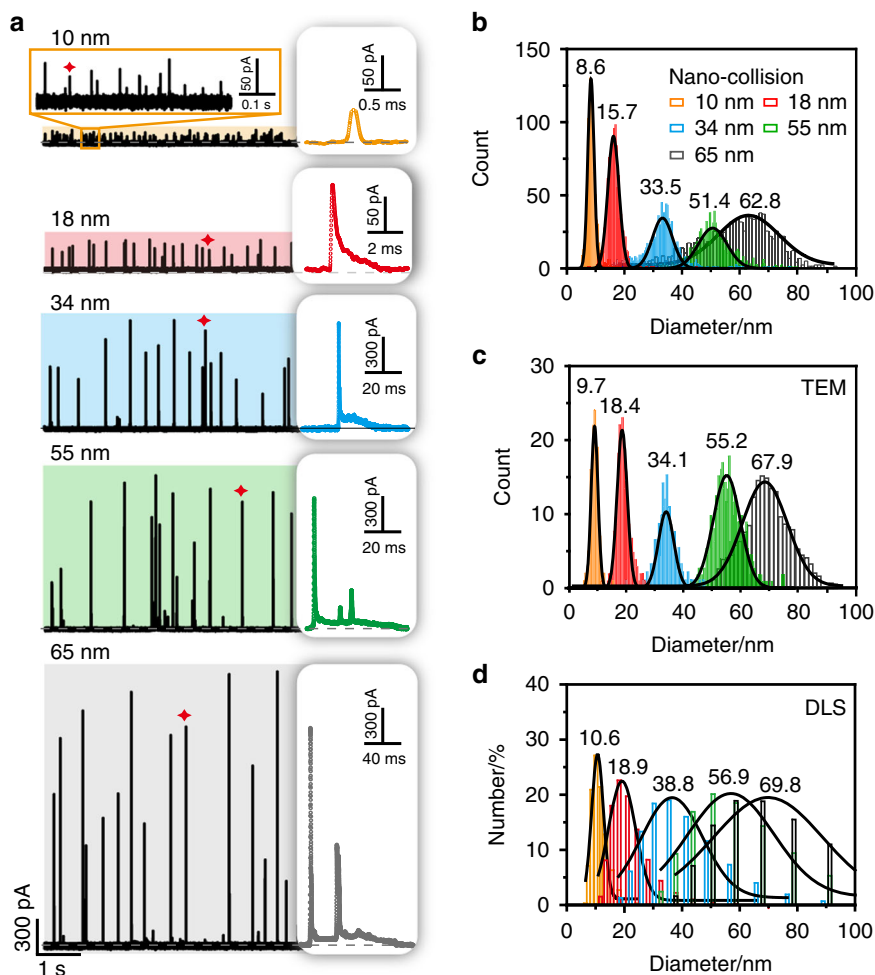 a
10 nm
50 pA
0.1 s
50 pA
0.5 ms
18 nm
50 pA
2 ms
34 nm
300 pA
20 ms
55 nm
300 pA
20 ms
65 nm
300 pA
40 ms
300 pA
1 s
b
150
100
50
0
Count
8.6
15.7
33.5
51.4
62.8
Nano-collision
10 nm
18 nm
34 nm
55 nm
65 nm
0
20
40
60
80
100
Diameter/nm
c
30
20
10
0
Count
TEM
9.7
18.4
34.1
55.2
67.9
0
20
40
60
80
100
Diameter/nm
d
40
30
20
10
0
Number/%
DLS
10.6
18.9
38.8
56.9
69.8
0
20
40
60
80
100
Diameter/nm